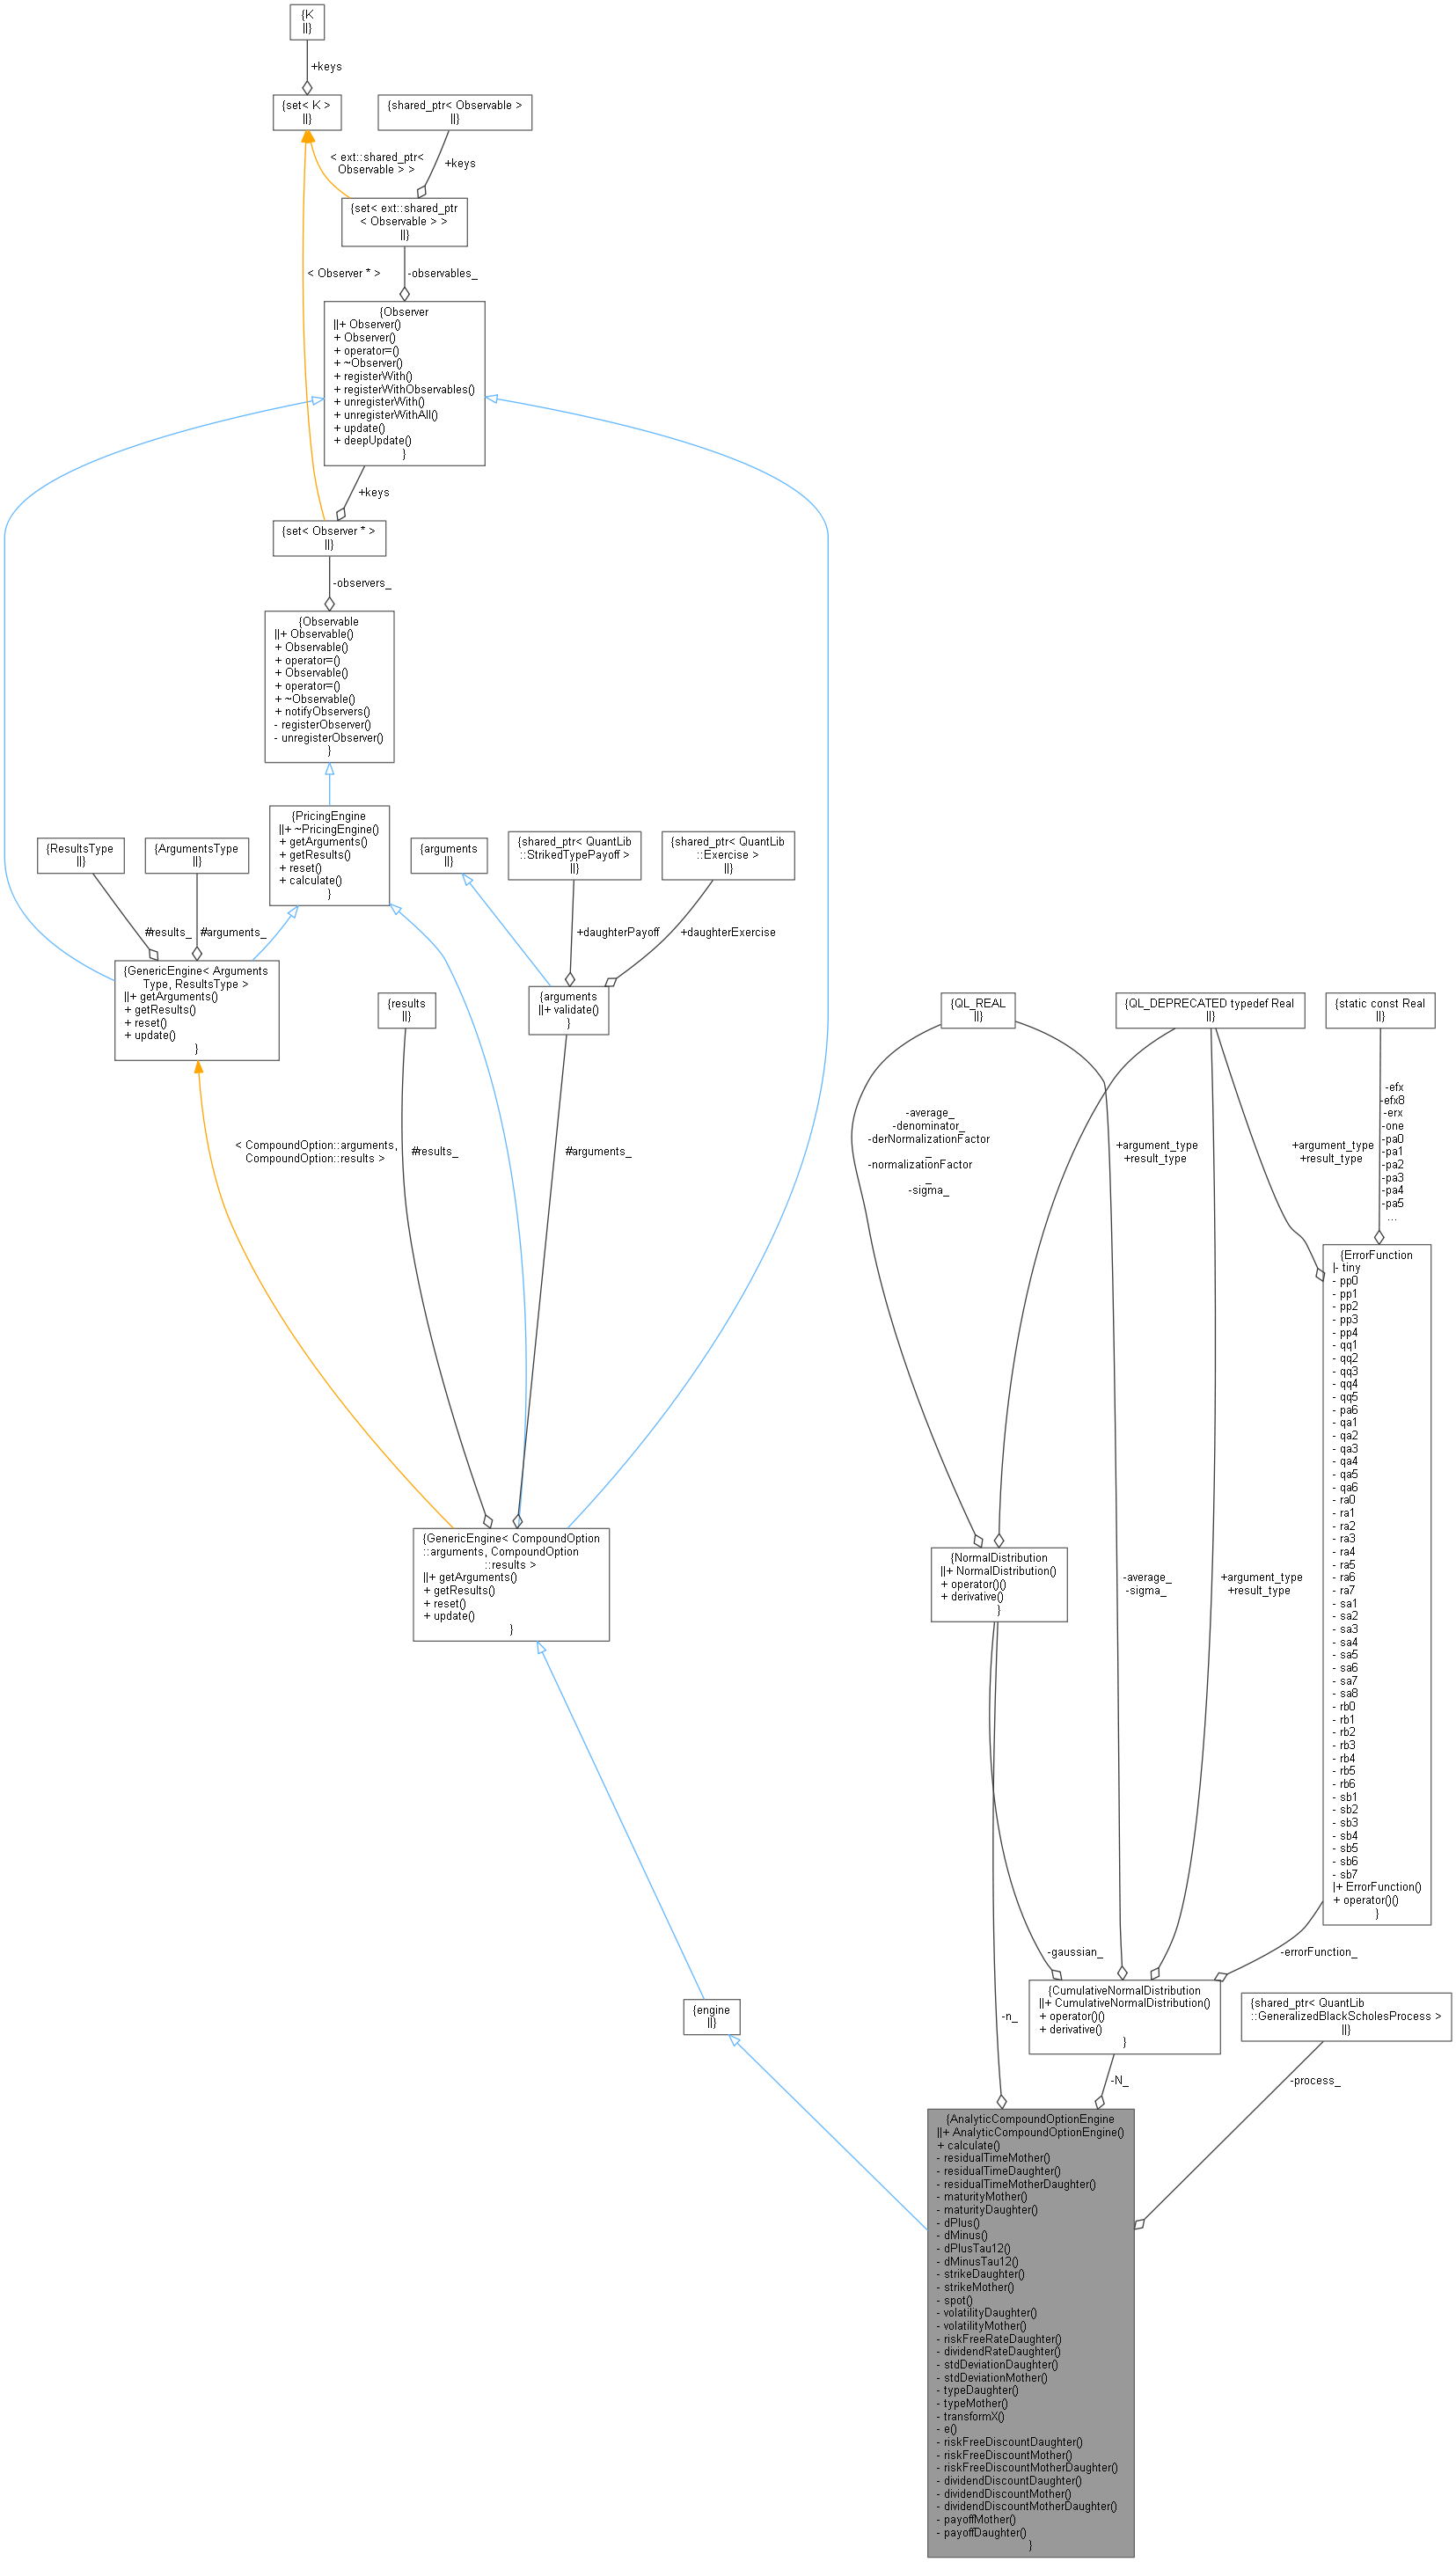 {K
||}
+keys
{set< K >
||}
{shared_ptr< Observable >
||}
< ext::shared_ptr<
Observable > >
+keys
{set< ext::shared_ptr
< Observable > >
||}
< Observer * >
-observables_
{Observer
||+ Observer()
+ Observer()
+ operator=()
+ ~Observer()
+ registerWith()
+ registerWithObservables()
+ unregisterWith()
+ unregisterWithAll()
+ update()
+ deepUpdate()
}
+keys
{set< Observer * >
||}
-observers_
{Observable
||+ Observable()
+ Observable()
+ operator=()
+ Observable()
+ operator=()
+ ~Observable()
+ notifyObservers()
- registerObserver()
- unregisterObserver()
}
{PricingEngine
||+ ~PricingEngine()
+ getArguments()
+ getResults()
+ reset()
+ calculate()
}
{ResultsType
||}
{ArgumentsType
||}
{arguments
||}
{shared_ptr< QuantLib
::StrikedTypePayoff >
||}
{shared_ptr< QuantLib
::Exercise >
||}
#results_
#arguments_
+daughterPayoff
+daughterExercise
{GenericEngine< Arguments
Type, ResultsType >
||+ getArguments()
+ getResults()
+ reset()
+ update()
}
{results
||}
{arguments
||+ validate()
}
{QL_REAL
||}
{QL_DEPRECATED typedef Real
||}
{static const Real
||}
< CompoundOption::arguments,
CompoundOption::results >
#results_
#arguments_
-average_
-denominator_
-derNormalizationFactor
_
-normalizationFactor
_
-sigma_
+argument_type
+result_type
+argument_type
+result_type
-efx
-efx8
-erx
-one
-pa0
-pa1
-pa2
-pa3
-pa4
-pa5
...
{ErrorFunction
|- tiny
- pp0
- pp1
- pp2
- pp3
- pp4
- qq1
- qq2
- qq3
- qq4
- qq5
- pa6
- qa1
- qa2
- qa3
- qa4
- qa5
- qa6
- ra0
- ra1
- ra2
- ra3
- ra4
- ra5
- ra6
- ra7
- sa1
- sa2
- sa3
- sa4
- sa5
- sa6
- sa7
- sa8
- rb0
- rb1
- rb2
- rb3
- rb4
- rb5
- rb6
- sb1
- sb2
- sb3
- sb4
- sb5
- sb6
- sb7
|+ ErrorFunction()
+ operator()()
}
{GenericEngine< CompoundOption
::arguments, CompoundOption
::results >
||+ getArguments()
+ getResults()
+ reset()
+ update()
}
{NormalDistribution
||+ NormalDistribution()
+ operator()()
+ derivative()
}
-average_
-sigma_
+argument_type
+result_type
-gaussian_
-errorFunction_
{engine
||}
-n_
{CumulativeNormalDistribution
||+ CumulativeNormalDistribution()
+ operator()()
+ derivative()
}
{shared_ptr< QuantLib
::GeneralizedBlackScholesProcess >
||}
-N_
-process_
{AnalyticCompoundOptionEngine
||+ AnalyticCompoundOptionEngine()
+ calculate()
- residualTimeMother()
- residualTimeDaughter()
- residualTimeMotherDaughter()
- maturityMother()
- maturityDaughter()
- dPlus()
- dMinus()
- dPlusTau12()
- dMinusTau12()
- strikeDaughter()
- strikeMother()
- spot()
- volatilityDaughter()
- volatilityMother()
- riskFreeRateDaughter()
- dividendRateDaughter()
- stdDeviationDaughter()
- stdDeviationMother()
- typeDaughter()
- typeMother()
- transformX()
- e()
- riskFreeDiscountDaughter()
- riskFreeDiscountMother()
- riskFreeDiscountMotherDaughter()
- dividendDiscountDaughter()
- dividendDiscountMother()
- dividendDiscountMotherDaughter()
- payoffMother()
- payoffDaughter()
}